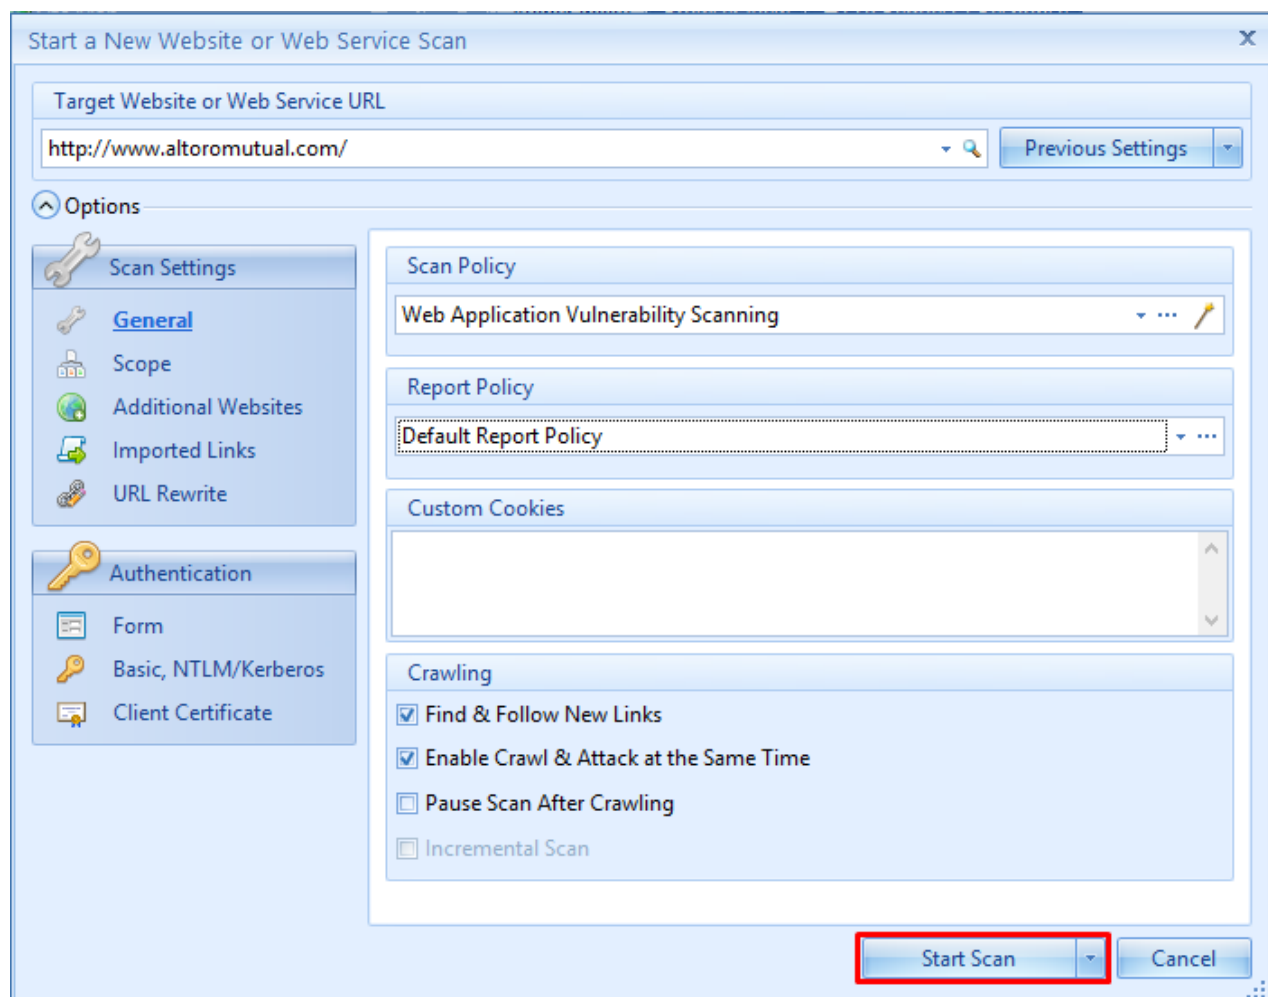 Start a New Website or Web Service Scan
Target Website or Web Service URL
http://www.altoromutual.com/
Previous Settings
Options
Scan Settings
General
Scope
Additional Websites
Imported Links
URL Rewrite
Authentication
Form
Basic, NTLM/Kerberos
Client Certificate
Scan Policy
Web Application Vulnerability Scanning
Report Policy
Default Report Policy
Custom Cookies
Crawling
Find & Follow New Links
Enable Crawl & Attack at the Same Time
Pause Scan After Crawling
Incremental Scan
Start Scan
Cancel